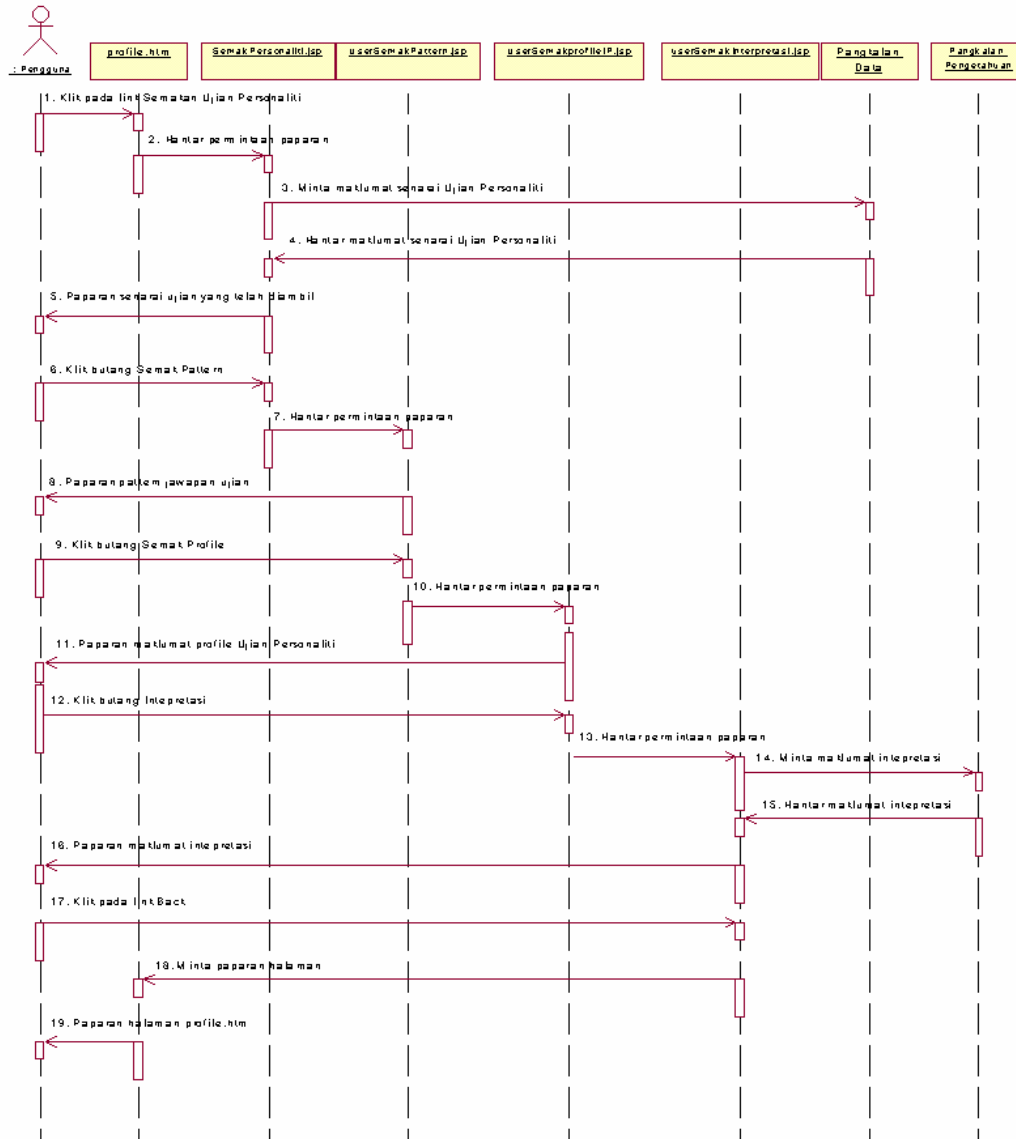 : Pengguna
profile.htm
SemakPersonaliti.jsp
userSemakPattern.jsp
userSemakprofileIP.jsp
userSemakInterpretasi.jsp
Pangkalan
Data
Pangkalan
Pengetahuan
1. Klik pada link Semakan Ujian Personaliti
2. Hantar permintaan paparan
3. Minta maklumat senarai Ujian Personaliti
4. Hantar maklumat senarai Ujian Personaliti
5. Paparan senarai ujian yang telah diambil
6. Klik butang Semak Pattern
7. Hantar permintaan paparan
8. Paparan pattern jawapan ujian
9. Klik butang Semak Profile
10. Hantar permintaan paparan
11. Paparan maklumat profile Ujian Personaliti
12. Klik butang Intepretasi
13. Hantar permintaan paparan
14. Minta maklumat intepretasi
15. Hantar maklumat intepretasi
16. Paparan maklumat intepretasi
17. Klik pada link Back
18. Minta paparan halaman
19. Paparan halaman profile.htm